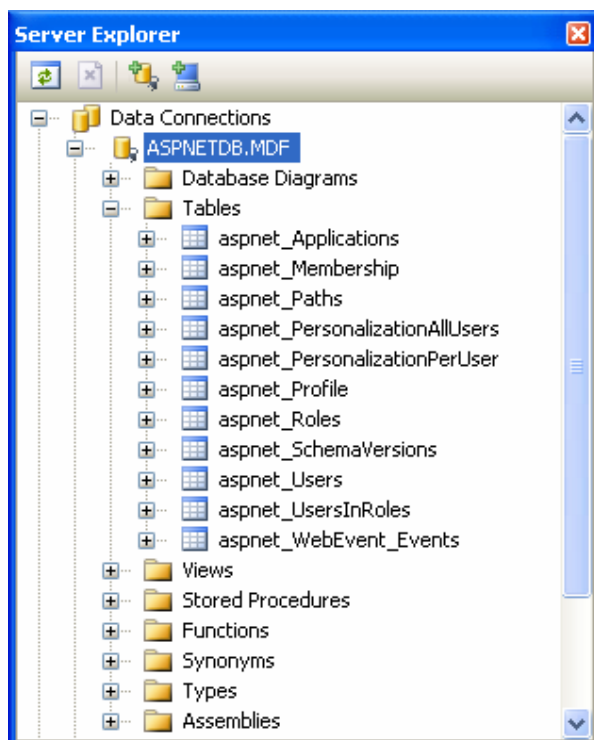 Server Explorer
Data Connections
ASPNETDB.MDF
Database Diagrams
Tables
aspnet_Applications
aspnet_Membership
aspnet_Paths
aspnet_PersonalizationAllUsers
aspnet_PersonalizationPerUser
aspnet_Profile
aspnet_Roles
aspnet_SchemaVersions
aspnet_Users
aspnet_UsersInRoles
aspnet_WebEvent_Events
Views
Stored Procedures
Functions
Synonyms
Types
Assemblies